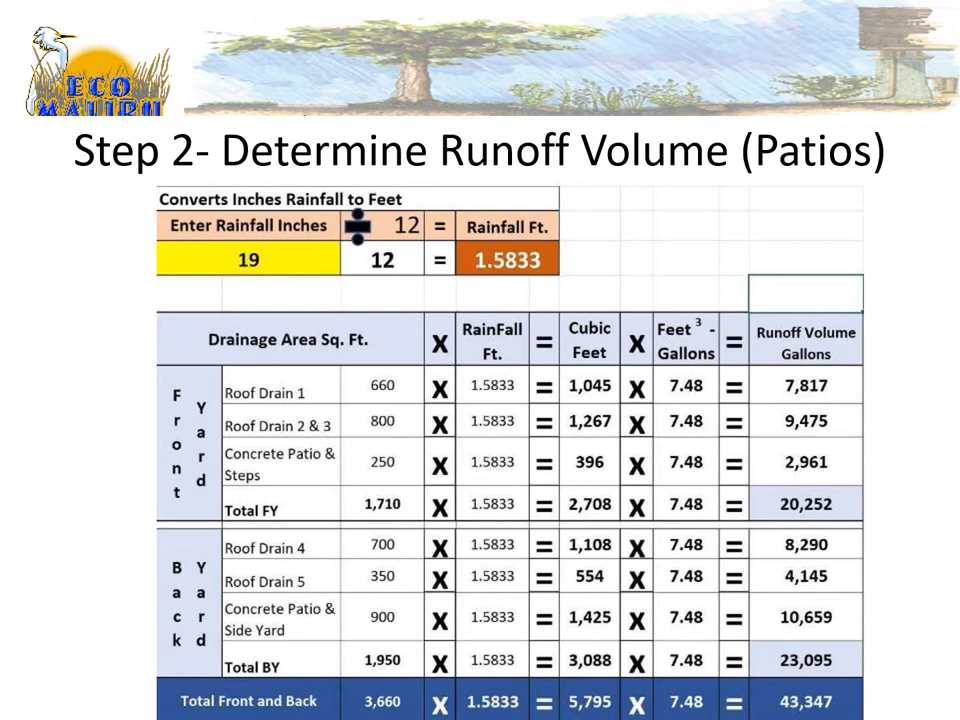 ECO
MALIBU
Step 2- Determine Runoff Volume (Patios)
Converts Inches Rainfall to Feet
Enter Rainfall Inches ÷ 12 = Rainfall Ft.
19 12 = 1.5833
Drainage Area Sq. Ft. X RainFall Ft. = Cubic Feet X Feet ³ - Gallons = Runoff Volume Gallons
Front Yard
Roof Drain 1 660 X 1.5833 = 1,045 X 7.48 = 7,817
Roof Drain 2 & 3 800 X 1.5833 = 1,267 X 7.48 = 9,475
Concrete Patio & Steps 250 X 1.5833 = 396 X 7.48 = 2,961
Total FY 1,710 X 1.5833 = 2,708 X 7.48 = 20,252
Back Yard
Roof Drain 4 700 X 1.5833 = 1,108 X 7.48 = 8,290
Roof Drain 5 350 X 1.5833 = 554 X 7.48 = 4,145
Concrete Patio & Side Yard 900 X 1.5833 = 1,425 X 7.48 = 10,659
Total BY 1,950 X 1.5833 = 3,088 X 7.48 = 23,095
Total Front and Back 3,660 X 1.5833 = 5,795 X 7.48 = 43,347